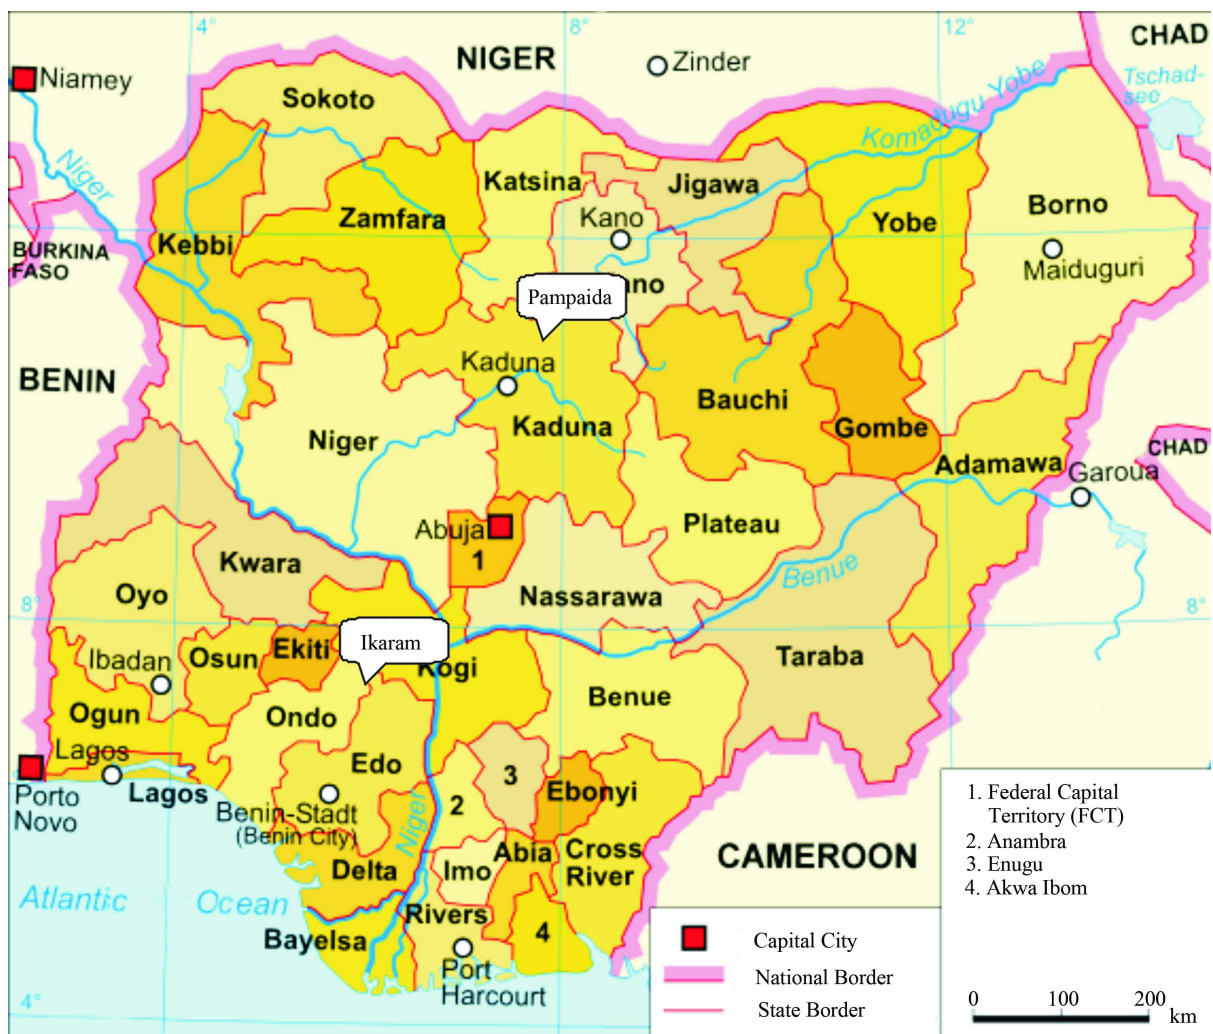 4°
8°
12°
NIGER
CHAD
Zinder
Niamey
Tschad-
see
Sokoto
Komadugu Yobe
Niger
Katsina
Jigawa
Zamfara
Kano
Yobe
Borno
Kebbi
BURKINA
FASO
Maiduguri
Pampaida
ano
Kaduna
BENIN
Bauchi
Niger
Kaduna
Gombe
CHAD
Adamawa
Garoua
Abuja
Plateau
1
Kwara
Benue
Oyo
Nassarawa
8°
8°
Ikaram
Ibadan
Osun
Ekiti
Kogi
Taraba
Benue
Ogun
Ondo
Lagos
Edo
3
Ebonyi
Porto
Novo
Lagos
Benin-Stadt
(Benin City)
2
Niger
Delta
Imo
Abia
Cross
River
CAMEROON
Atlantic Ocean
Rivers
Bayelsa
4
Port
Harcourt
4°
1. Federal Capital
Territory (FCT)
2. Anambra
3. Enugu
4. Akwa Ibom
Capital City
National Border
State Border
0 100 200
km